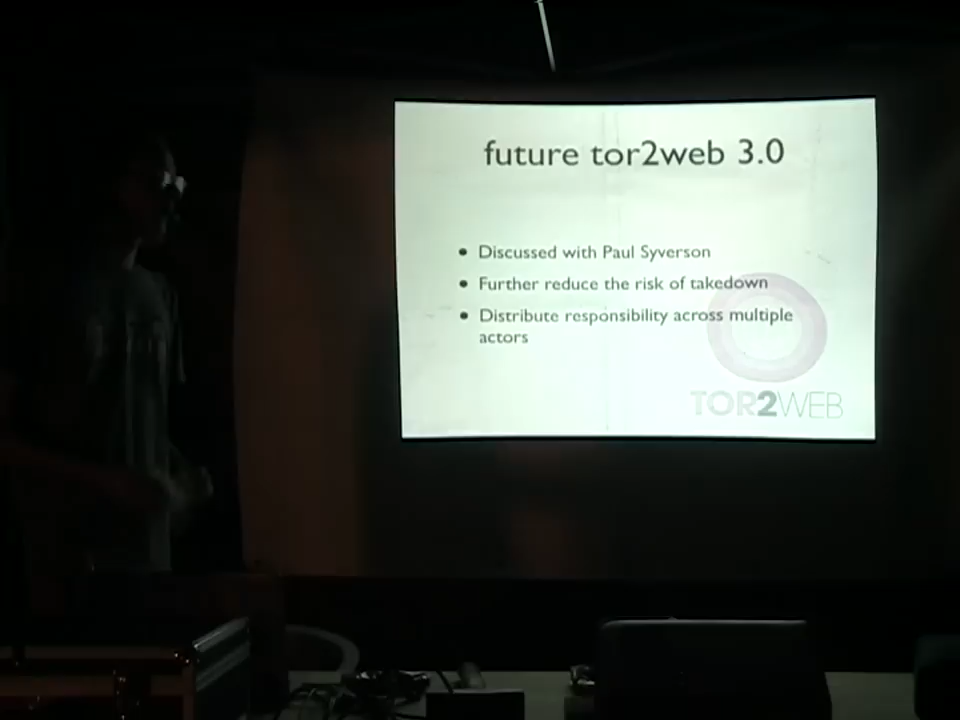 future tor2web 3.0
• Discussed with Paul Syverson
• Further reduce the risk of takedown
• Distribute responsibility across multiple
actors
TOR2WEB